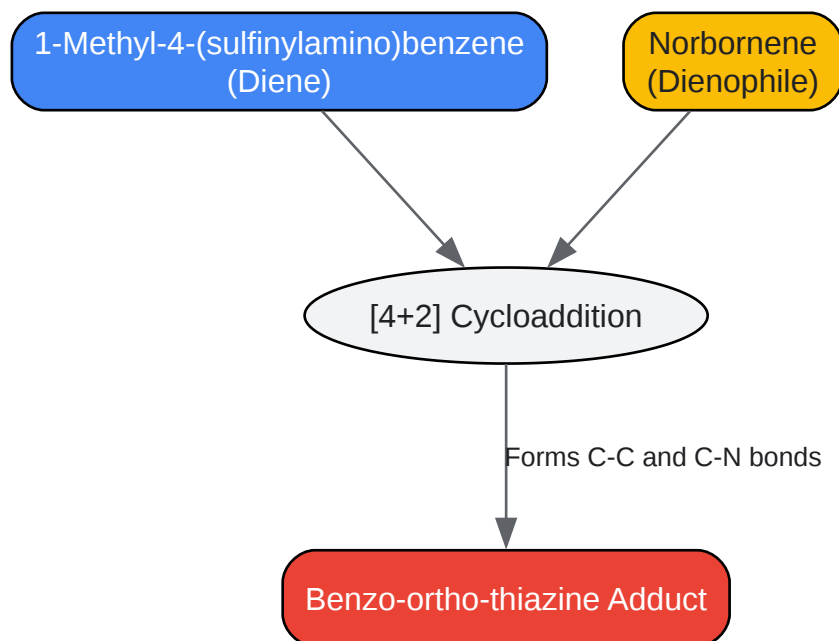 1-Methyl-4-(sulfinylamino)benzene
(Diene)
Norbornene
(Dienophile)
[4+2] Cycloaddition
Forms C-C and C-N bonds
Benzo-ortho-thiazine Adduct